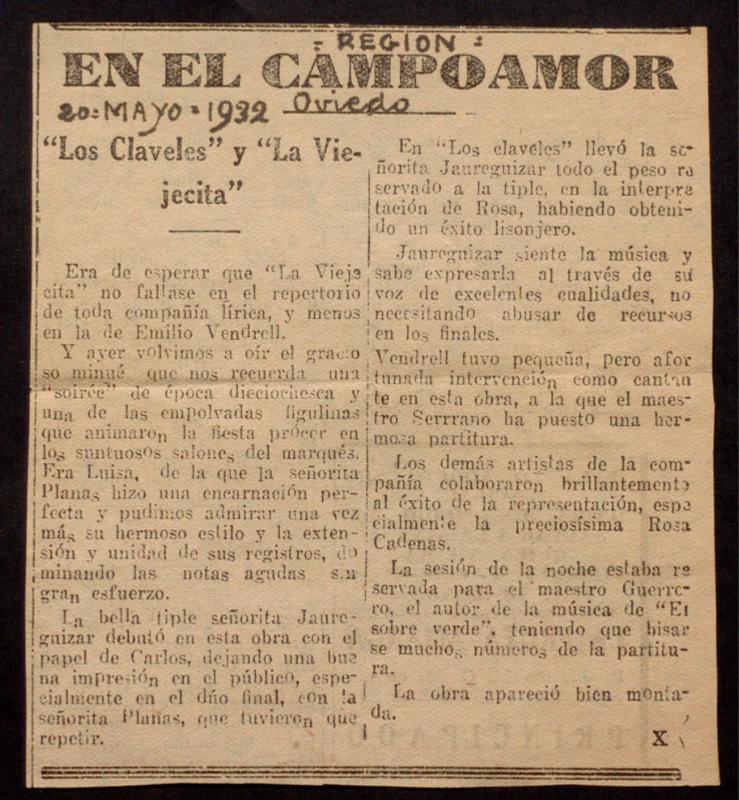 - REGION -
EN EL CAMPOAMOR
20=MAYO=1932 Oviedo
"Los Claveles" y "La Vie-
jecita"
Era de esperar que "La Vieje
cita" no fallase en el repertorio
de toda compañía lírica, y menos
en la de Emilio Vendrell.
Y ayer volvimos a oír el gracio
so minué que nos recuerda una
"soirée" de época dieciochesca y
una de las empolvadas figulinas
que animaron la fiesta prócer en
los suntuosos salones del marqués.
Era Luisa, de la que la señorita
Planas hizo una encarnación per-
fecta y pudimos admirar una vez
más su hermoso estilo y la exten-
sión y unidad de sus registros, do
minando las notas agudas sin
gran esfuerzo.
La bella tiple señorita Jaure-
guizar debutó en esta obra con el
papel de Carlos, dejando una bue
na impresión en el público, espe-
cialmente en el dúo final, con la
señorita Planas, que tuvieron que
repetir.
En "Los claveles" llevó la se-
ñorita Jaureguizar todo el peso re
servado a la tiple, en la interpre
tación de Rosa, habiendo obteni-
do un éxito lisonjero.
Jaureguizar siente la música y
sabe expresarla al través de su
voz de excelentes cualidades, no
necesitando abusar de recursos
en los finales.
Vendrell tuvo pequeña, pero afor
tunada intervención como cantan
te en esta obra, a la que el maes-
tro Serrrano ha puesto una her-
mosa partitura.
Los demás artistas de la com-
pañía colaboraron brillantemente
al éxito de la representación, espe
cialmente la preciosísima Rosa
Cadenas.
La sesión de la noche estaba re
servada para el maestro Guerre-
ro, el autor de la música de "El
sobre verde", teniendo que bisar
se muchos números de la partitu-
ra.
La obra apareció bien monta-
da.
X